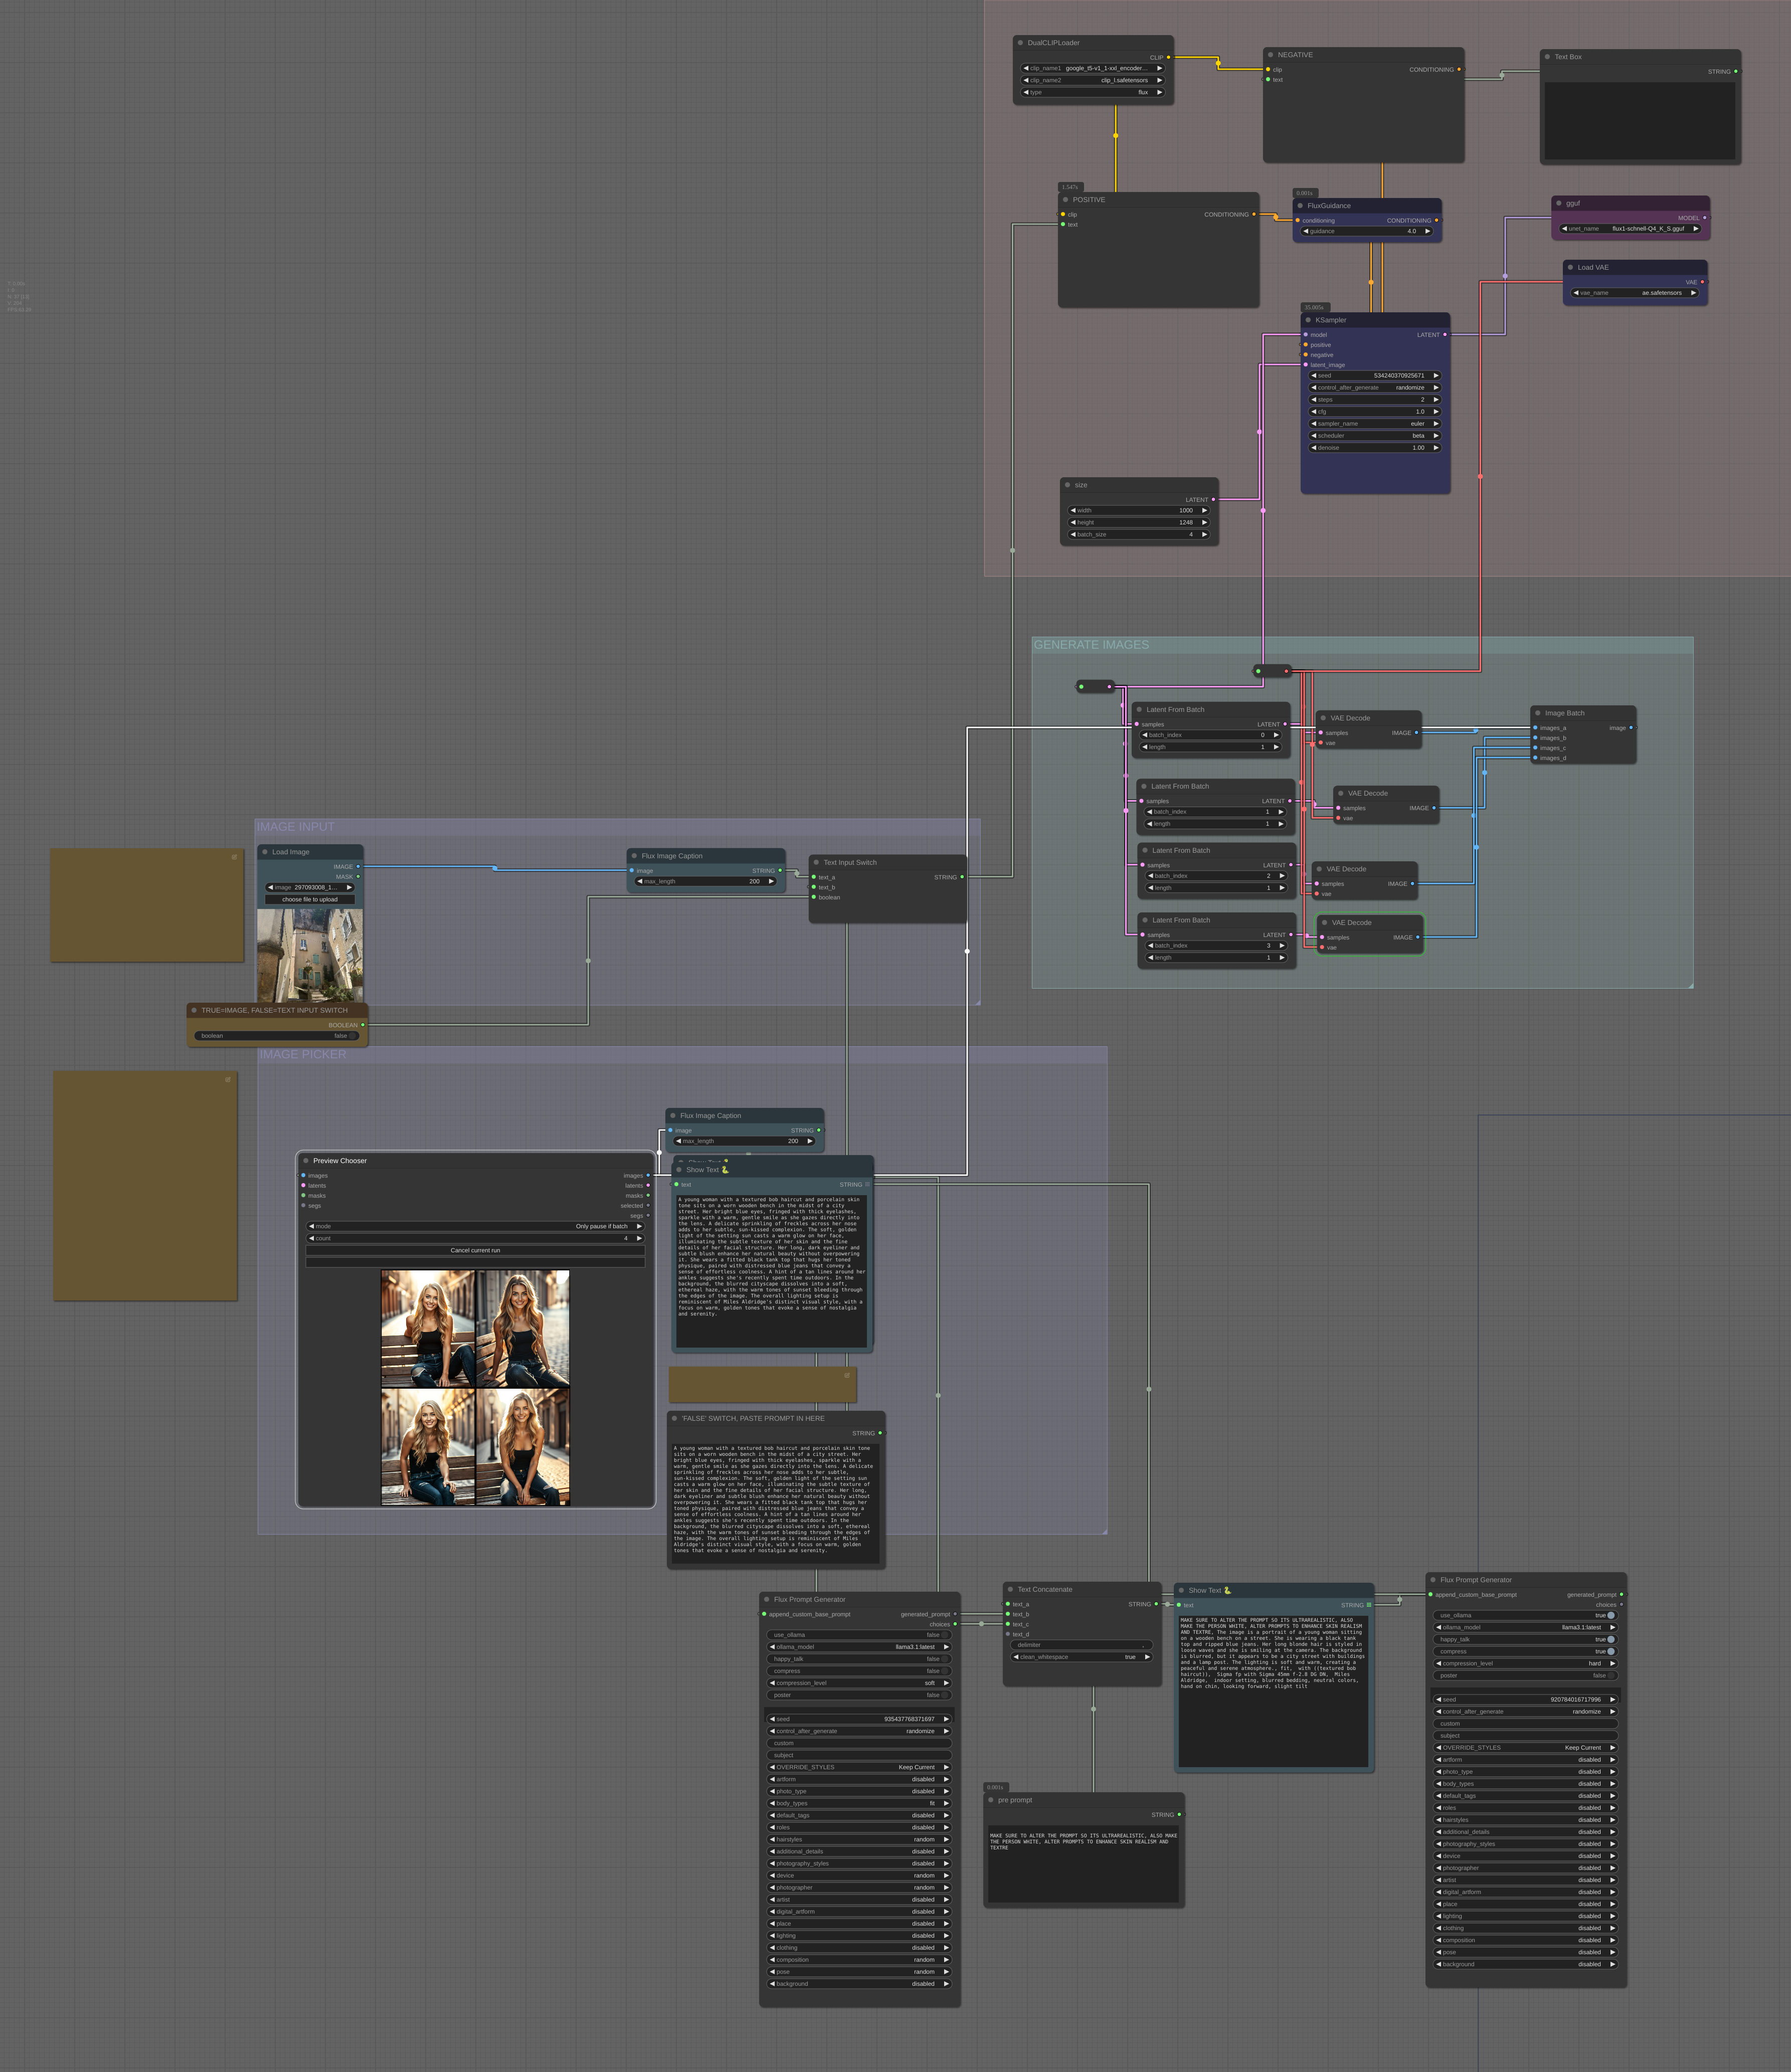 DualCLIPLoader
CLIP
clip_name1 google_t5-v1_1-xxl_encoder...
clip_name2 clip_l.safetensors
type flux
NEGATIVE
clip CONDITIONING
text
Text Box
STRING
1.547s
POSITIVE
clip CONDITIONING
text
0.001s
FluxGuidance
conditioning CONDITIONING
guidance 4.0
gguf
MODEL
unet_name flux1-schnell-Q4_K_S.gguf
Load VAE
VAE
vae_name ae.safetensors
35.005s
KSampler
model LATENT
positive
negative
latent_image
seed 534240370925671
control_after_generate randomize
steps 2
cfg 1.0
sampler_name euler
scheduler beta
denoise 1.00
size
LATENT
width 1000
height 1248
batch_size 4
GENERATE IMAGES
Latent From Batch
samples LATENT
batch_index 0
length 1
VAE Decode
samples IMAGE
vae
Image Batch
images_a image
images_b
images_c
images_d
Latent From Batch
samples LATENT
batch_index 1
length 1
VAE Decode
samples IMAGE
vae
Latent From Batch
samples LATENT
batch_index 2
length 1
VAE Decode
samples IMAGE
vae
Latent From Batch
samples LATENT
batch_index 3
length 1
VAE Decode
samples IMAGE
vae
IMAGE INPUT
Load Image
IMAGE
MASK
image 297093008_1...
choose file to upload
Flux Image Caption
image STRING
max_length 200
Text Input Switch
text_a STRING
text_b
boolean
TRUE=IMAGE, FALSE=TEXT INPUT SWITCH
BOOLEAN
boolean false
IMAGE PICKER
Flux Image Caption
image STRING
max_length 200
Preview Chooser
images images
latents latents
masks masks
segs selected
segs
mode Only pause if batch
count 4
Cancel current run
Show Text 🐍
text STRING
A young woman with a textured bob haircut and porcelain skin
tone sits on a worn wooden bench in the midst of a city
street. Her bright blue eyes, fringed with thick eyelashes,
sparkle with a warm, gentle smile as she gazes directly into
the lens. A delicate sprinkling of freckles across her nose
adds to her subtle, sun-kissed complexion. The soft, golden
light of the setting sun casts a warm glow on her face,
illuminating the subtle texture of her skin and the fine
details of her facial structure. Her long, dark eyeliner and
subtle blush enhance her natural beauty without overpowering
it. She wears a fitted black tank top that hugs her toned
physique, paired with distressed blue jeans that convey a
sense of effortless coolness. A hint of a tan lines around her
ankles suggests she's recently spent time outdoors. In the
background, the blurred cityscape dissolves into a soft,
ethereal haze, with the warm tones of sunset bleeding through
the edges of the image. The overall lighting setup is
reminiscent of Miles Aldridge's distinct visual style, with a
focus on warm, golden tones that evoke a sense of nostalgia
and serenity.
'FALSE' SWITCH, PASTE PROMPT IN HERE
STRING
A young woman with a textured bob haircut and porcelain skin tone
sits on a worn wooden bench in the midst of a city street. Her
bright blue eyes, fringed with thick eyelashes, sparkle with a
warm, gentle smile as she gazes directly into the lens. A delicate
sprinkling of freckles across her nose adds to her subtle,
sun-kissed complexion. The soft, golden light of the setting sun
casts a warm glow on her face, illuminating the subtle texture of
her skin and the fine details of her facial structure. Her long,
dark eyeliner and subtle blush enhance her natural beauty without
overpowering it. She wears a fitted black tank top that hugs her
toned physique, paired with distressed blue jeans that convey a
sense of effortless coolness. A hint of a tan lines around her
ankles suggests she's recently spent time outdoors. In the
background, the blurred cityscape dissolves into a soft, ethereal
haze, with the warm tones of sunset bleeding through the edges of
the image. The overall lighting setup is reminiscent of Miles
Aldridge's distinct visual style, with a focus on warm, golden
tones that evoke a sense of nostalgia and serenity.
Flux Prompt Generator
append_custom_base_prompt generated_prompt
choices
use_ollama false
ollama_model llama3.1:latest
happy_talk false
compress false
compression_level soft
poster false
seed 935437768371697
control_after_generate randomize
custom
subject
OVERRIDE_STYLES Keep Current
artform disabled
photo_type disabled
body_types fit
default_tags disabled
roles disabled
hairstyles random
additional_details disabled
photography_styles disabled
device random
photographer random
artist disabled
digital_artform disabled
place disabled
lighting disabled
clothing disabled
composition random
pose random
background disabled
Text Concatenate
text_a STRING
text_b
text_c
text_d
delimiter ,
clean_whitespace true
Show Text 🐍
text STRING
MAKE SURE TO ALTER THE PROMPT SO ITS ULTRAREALISTIC, ALSO
MAKE THE PERSON WHITE, ALTER PROMPTS TO ENHANCE SKIN REALISM
AND TEXTRE, The image is a portrait of a young woman sitting
on a wooden bench on a street. She is wearing a black tank
top and ripped blue jeans. Her long blonde hair is styled in
loose waves and she is smiling at the camera. The background
is blurred, but it appears to be a city street with buildings
and a lamp post. The lighting is soft and warm, creating a
peaceful and serene atmosphere., fit,  with ((textured bob
haircut)),  Sigma fp with Sigma 45mm f-2.8 DG DN,  Miles
Aldridge,  indoor setting, blurred bedding, neutral colors,
hand on chin, looking forward, slight tilt
0.001s
pre prompt
STRING
MAKE SURE TO ALTER THE PROMPT SO ITS ULTRAREALISTIC, ALSO MAKE
THE PERSON WHITE, ALTER PROMPTS TO ENHANCE SKIN REALISM AND
TEXTRE
Flux Prompt Generator
append_custom_base_prompt generated_prompt
choices
use_ollama true
ollama_model llama3.1:latest
happy_talk true
compress true
compression_level hard
poster false
seed 920784016717996
control_after_generate randomize
custom
subject
OVERRIDE_STYLES Keep Current
artform disabled
photo_type disabled
body_types disabled
default_tags disabled
roles disabled
hairstyles disabled
additional_details disabled
photography_styles disabled
device disabled
photographer disabled
artist disabled
digital_artform disabled
place disabled
lighting disabled
clothing disabled
composition disabled
pose disabled
background disabled